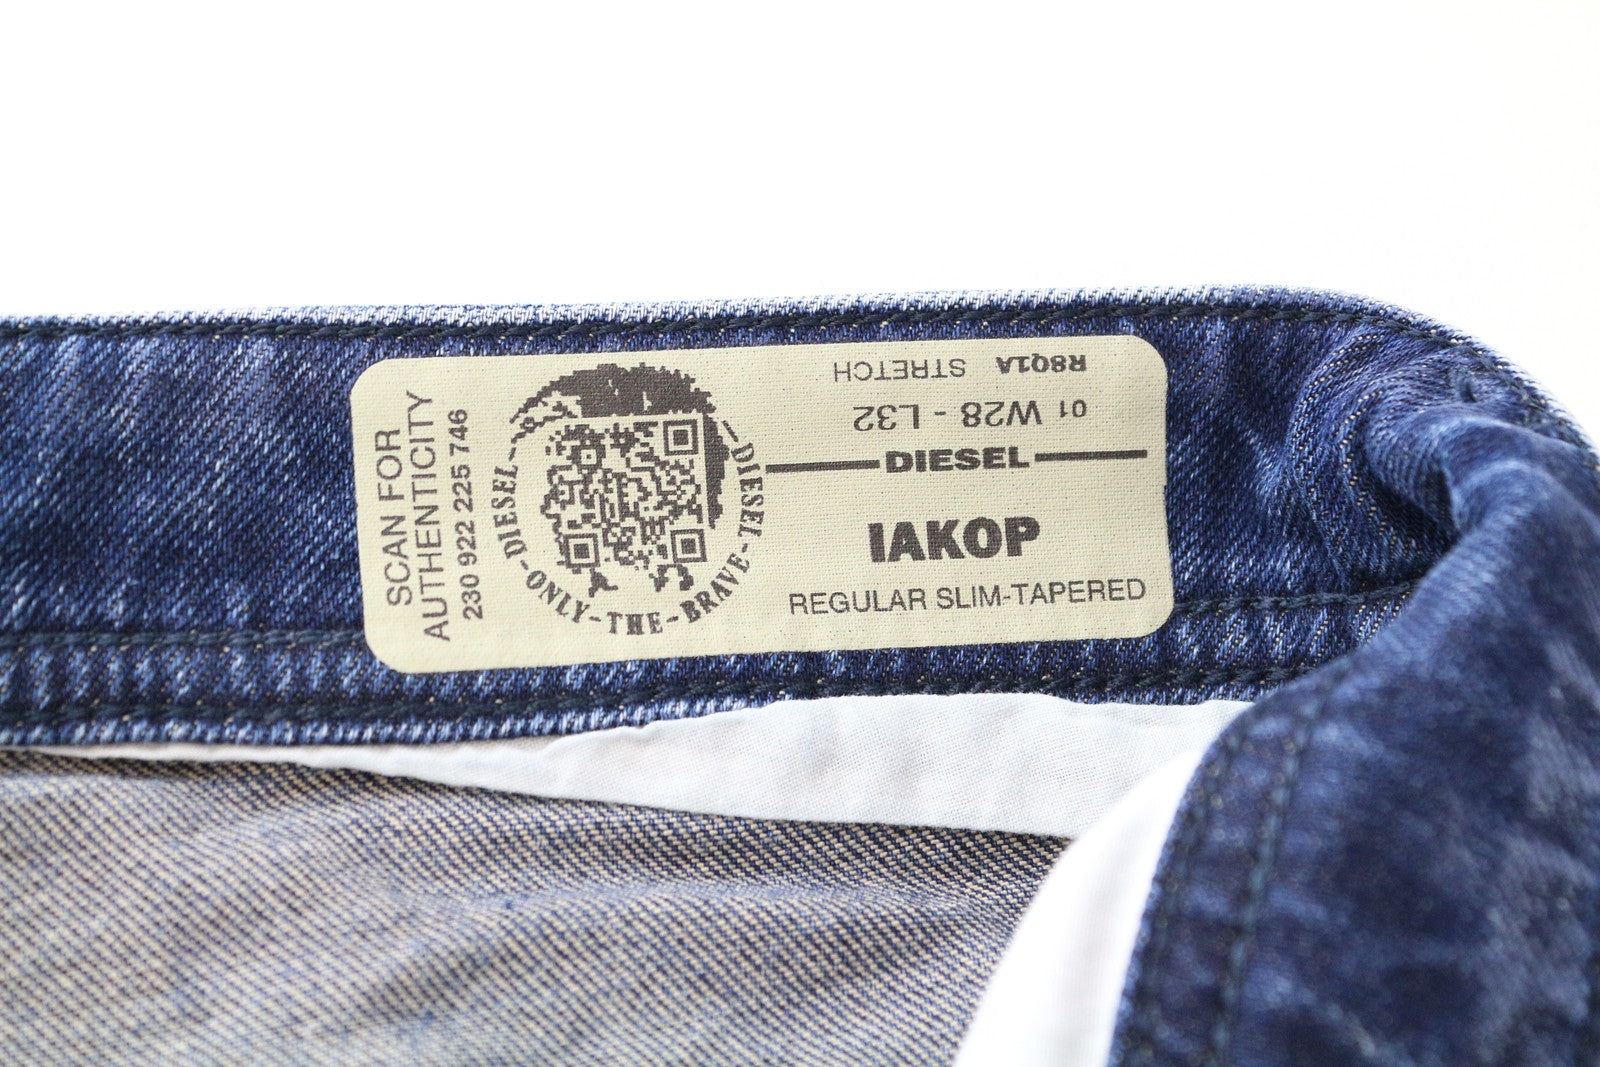 SCAN FOR
AUTHENTICITY
230 922 225 746
-DIESEL-ONLY-THE-BRAVE-DIESEL-
R8Q1A STRETCH
01 W28 - L32
DIESEL
IAKOP
REGULAR SLIM-TAPERED